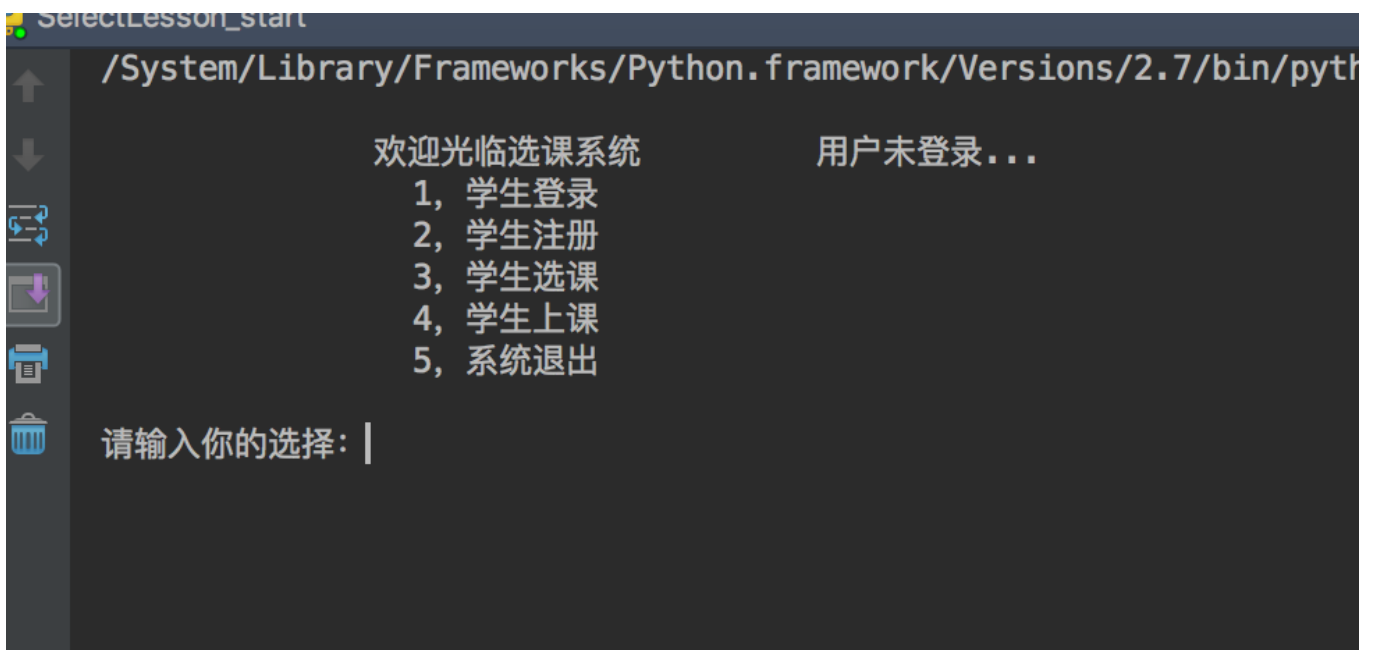 SelectLesson_start
/System/Library/Frameworks/Python.framework/Versions/2.7/bin/pyth
欢迎光临选课系统 用户未登录...
1, 学生登录
2, 学生注册
3, 学生选课
4, 学生上课
5, 系统退出
请输入你的选择: